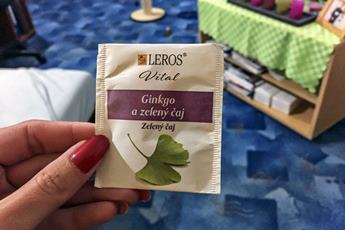 LEROS®
Vital
Ginkgo
a zelený čaj
Zelený čaj